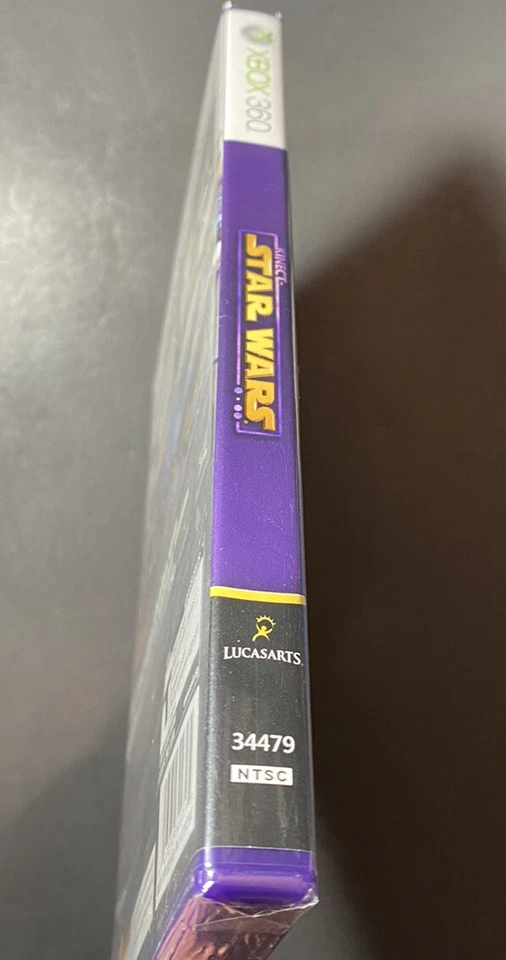 XBOX 360
KINECT
STAR WARS
LUCASARTS
34479
NTSC